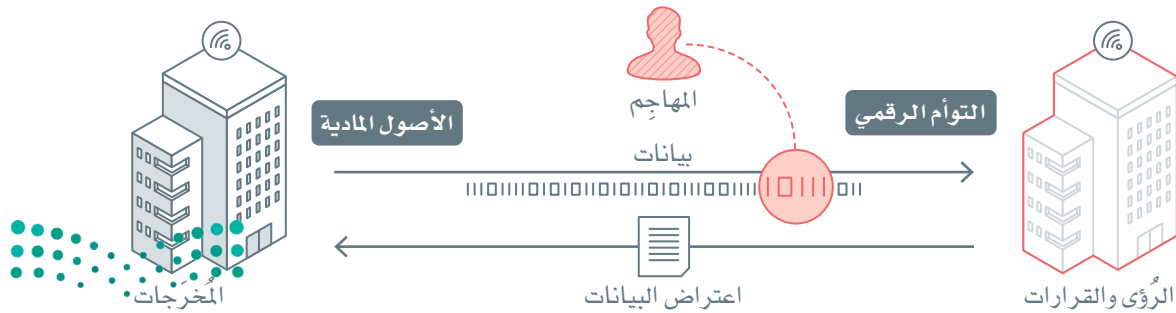 المهاجِم
التوأم الرقمي
الأصول المادية
بيانات
الرُؤى والقرارات
اعتراض البيانات
المُخرَجات